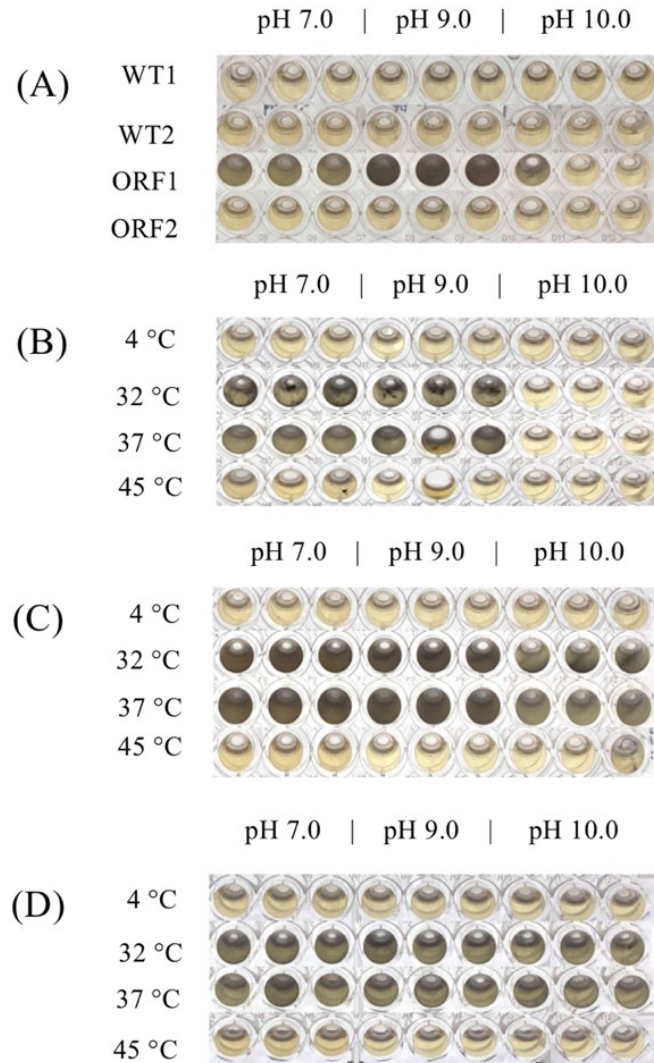 pH 7.0 | pH 9.0 | pH 10.0
(A)
WT1
WT2
ORF1
ORF2
pH 7.0 | pH 9.0 | pH 10.0
(B)
4 °C
32 °C
37 °C
45 °C
pH 7.0 | pH 9.0 | pH 10.0
(C)
4 °C
32 °C
37 °C
45 °C
pH 7.0 | pH 9.0 | pH 10.0
(D)
4 °C
32 °C
37 °C
45 °C